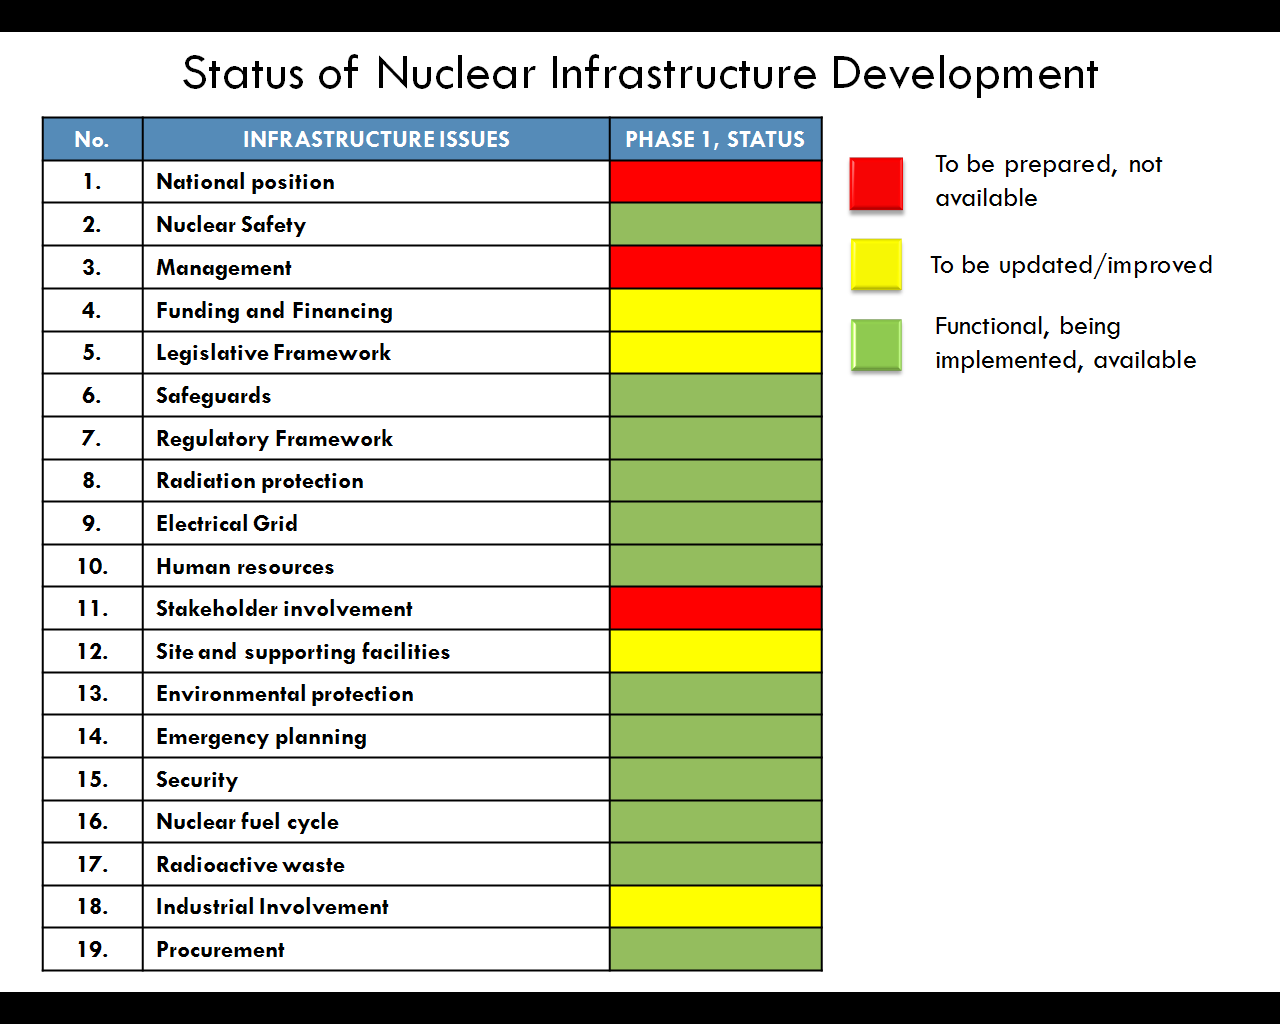 Status of Nuclear Infrastructure Development
No. INFRASTRUCTURE ISSUES PHASE 1, STATUS
1. National position
2. Nuclear Safety
3. Management
4. Funding and Financing
5. Legislative Framework
6. Safeguards
7. Regulatory Framework
8. Radiation protection
9. Electrical Grid
10. Human resources
11. Stakeholder involvement
12. Site and supporting facilities
13. Environmental protection
14. Emergency planning
15. Security
16. Nuclear fuel cycle
17. Radioactive waste
18. Industrial Involvement
19. Procurement
To be prepared, not
available
To be updated/improved
Functional, being
implemented, available